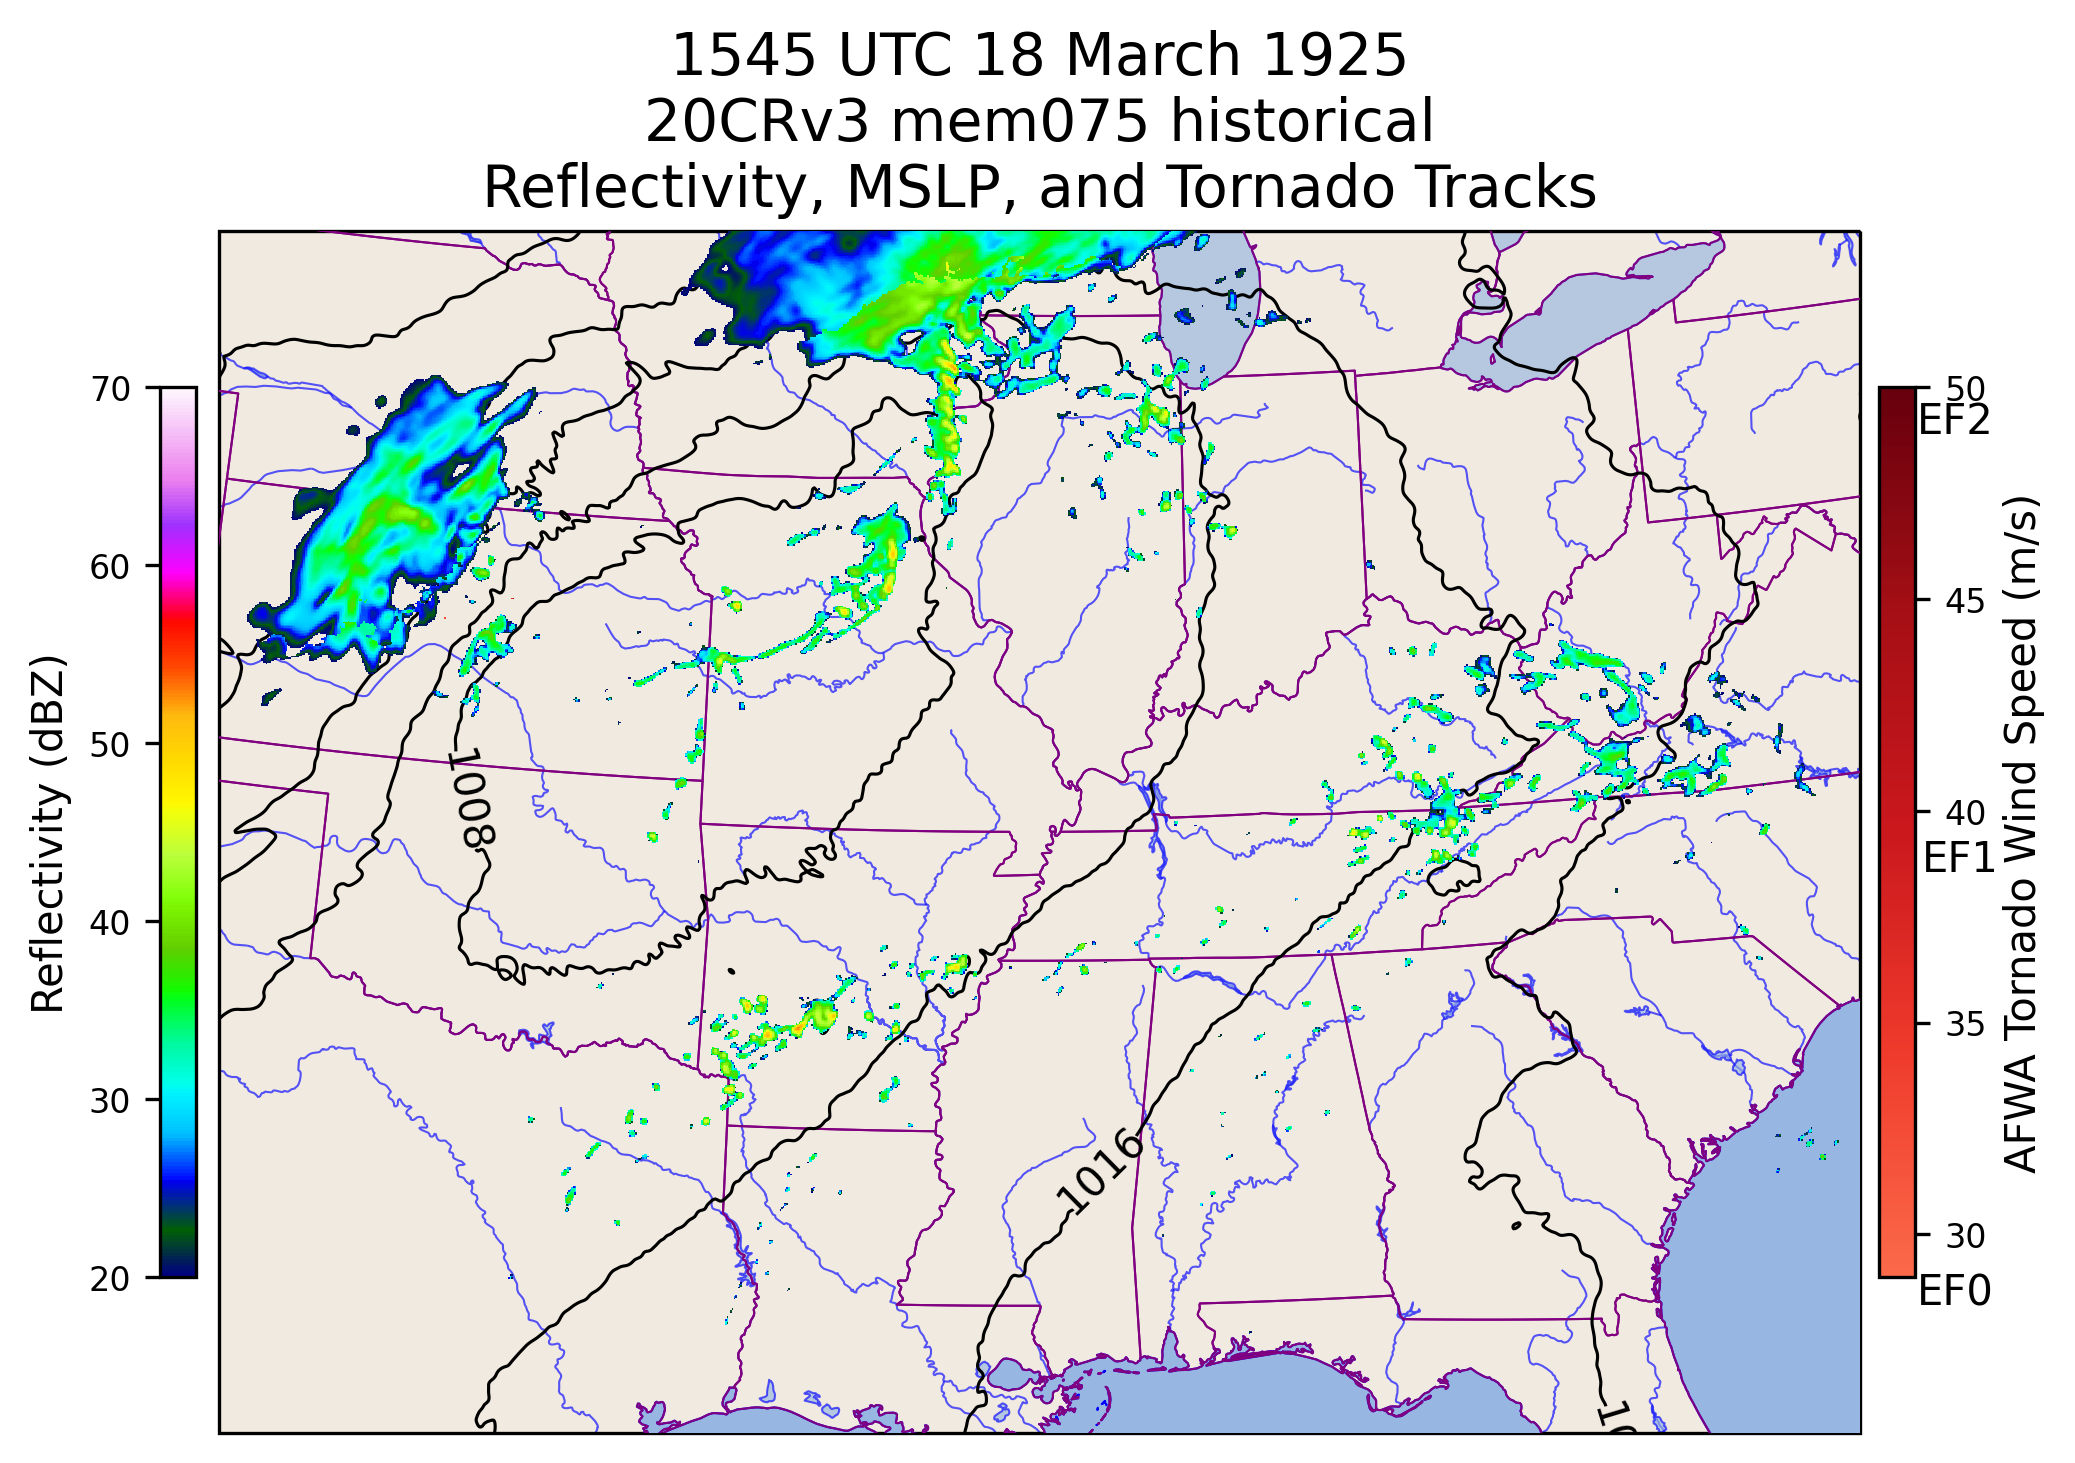 1545 UTC 18 March 1925
20CRv3 mem075 historical
Reflectivity, MSLP, and Tornado Tracks
Reflectivity (dBZ)
70
60
50
40
30
20
1008
1016
50
EF2
45
40
EF1
35
30
EF0
AFWA Tornado Wind Speed (m/s)